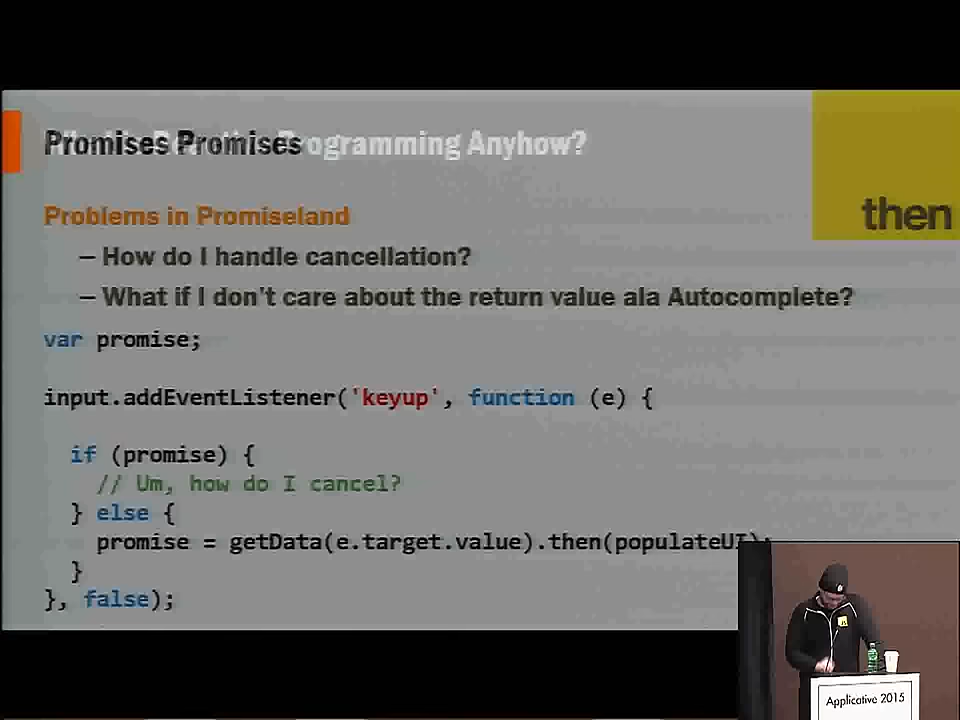 Promises Promises
Programming Anyhow?
then
Problems in Promiseland
– How do I handle cancellation?
– What if I don't care about the return value ala Autocomplete?
var promise;
input.addEventListener('keyup', function (e) {
if (promise) {
// Um, how do I cancel?
} else {
promise = getData(e.target.value).then(populateUI);
}
}, false);
Applicative 2015